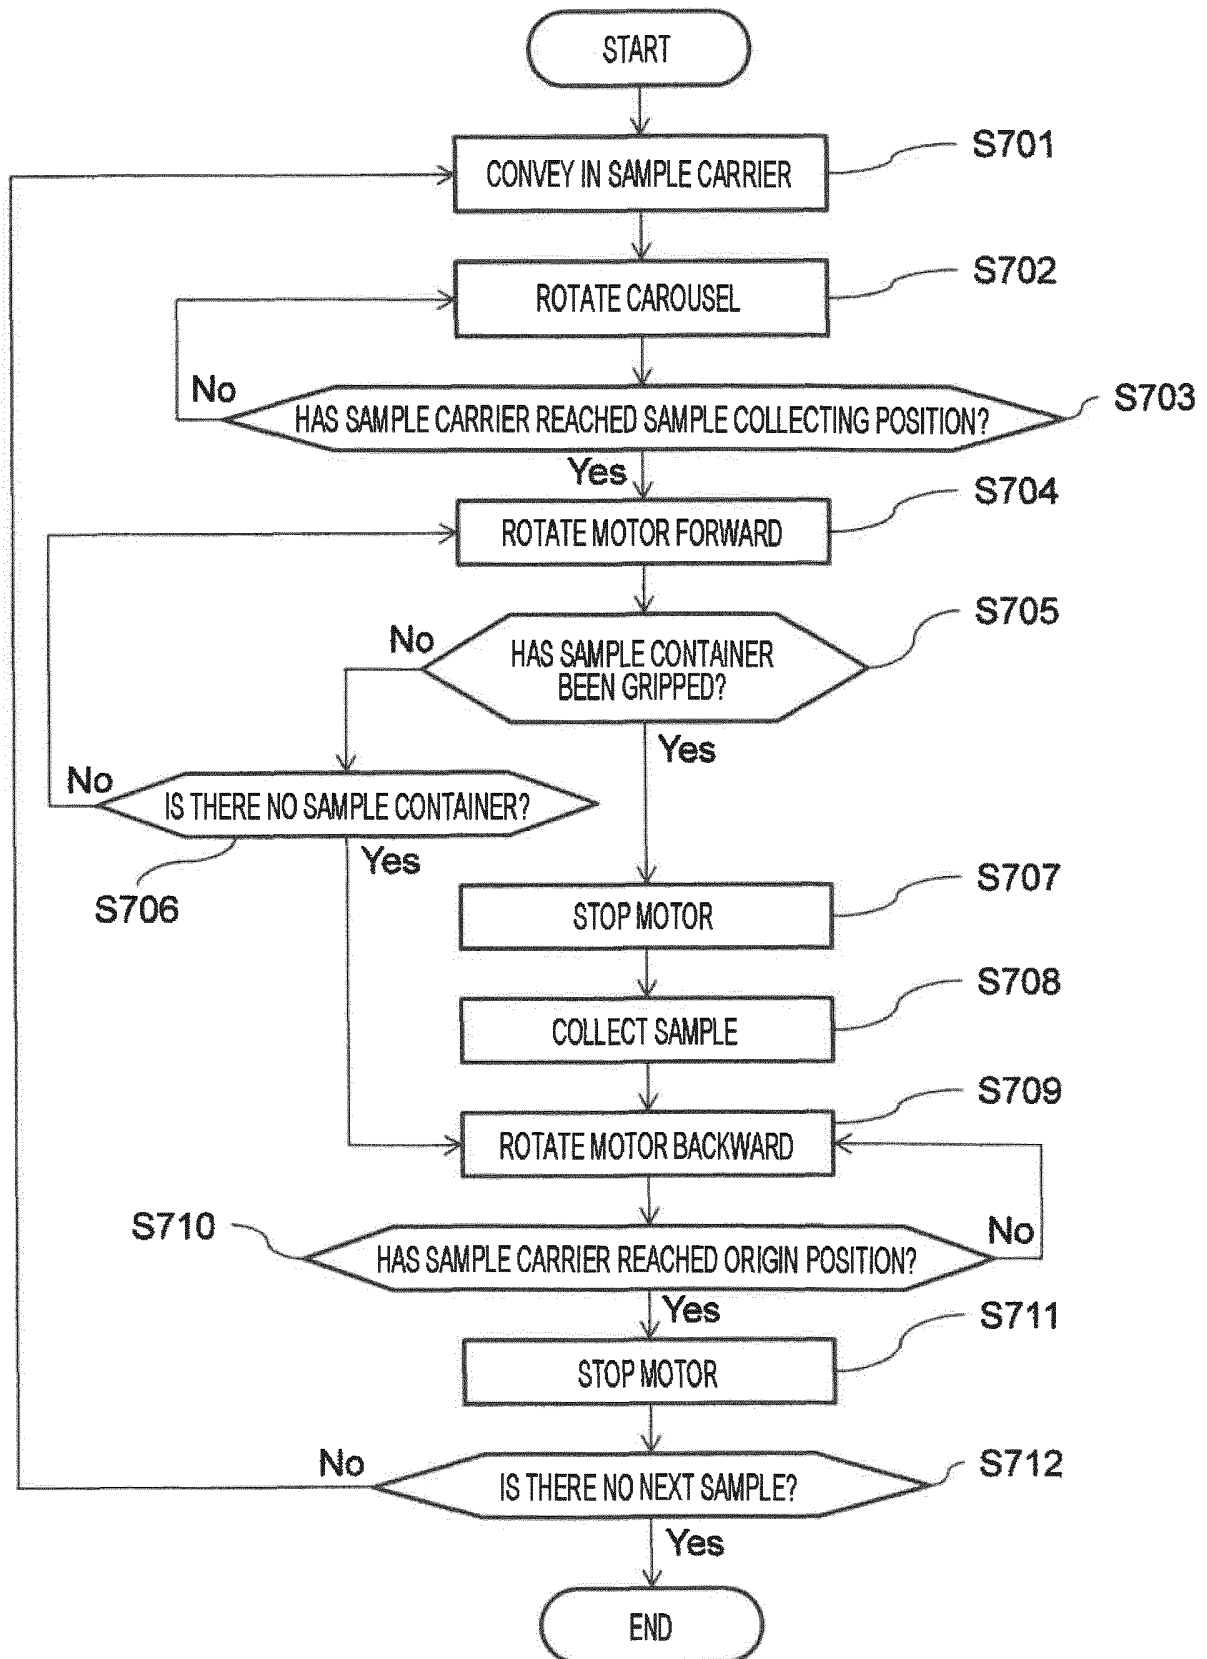 START
CONVEY IN SAMPLE CARRIER
S701
ROTATE CAROUSEL
S702
No
HAS SAMPLE CARRIER REACHED SAMPLE COLLECTING POSITION?
S703
Yes
ROTATE MOTOR FORWARD
S704
No
HAS SAMPLE CONTAINER
BEEN GRIPPED?
S705
Yes
No
IS THERE NO SAMPLE CONTAINER?
Yes
S706
STOP MOTOR
S707
COLLECT SAMPLE
S708
ROTATE MOTOR BACKWARD
S709
S710
HAS SAMPLE CARRIER REACHED ORIGIN POSITION?
No
Yes
STOP MOTOR
S711
No
IS THERE NO NEXT SAMPLE?
S712
Yes
END